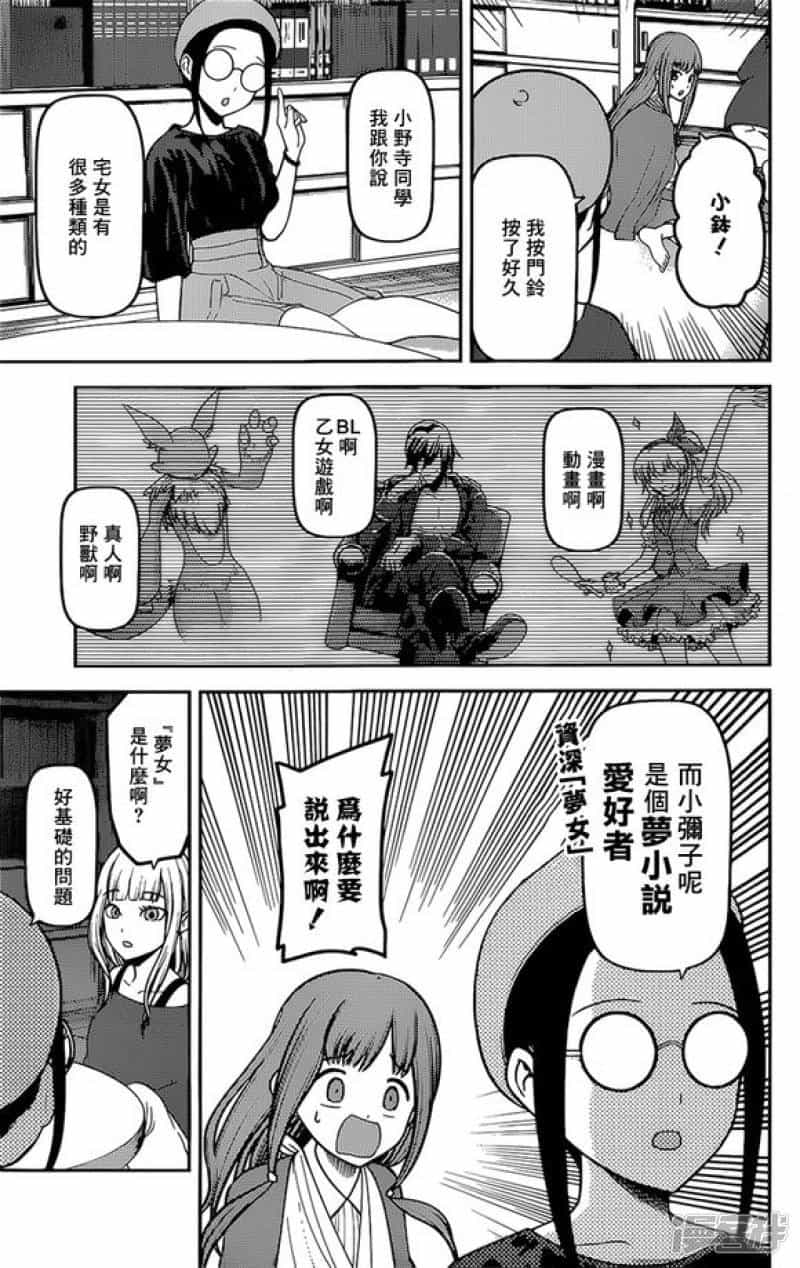 小鉢！
我按門鈴
按了好久
小野寺同學
我跟你說
宅女是有
很多種類的
漫畫啊
動畫啊
BL啊
乙女遊戲啊
真人啊
野獸啊
而小彌子呢
是個夢小說
愛好者
資深「夢女」
爲什麼要
說出來啊！
『夢女』
是什麼啊？
好基礎的問題